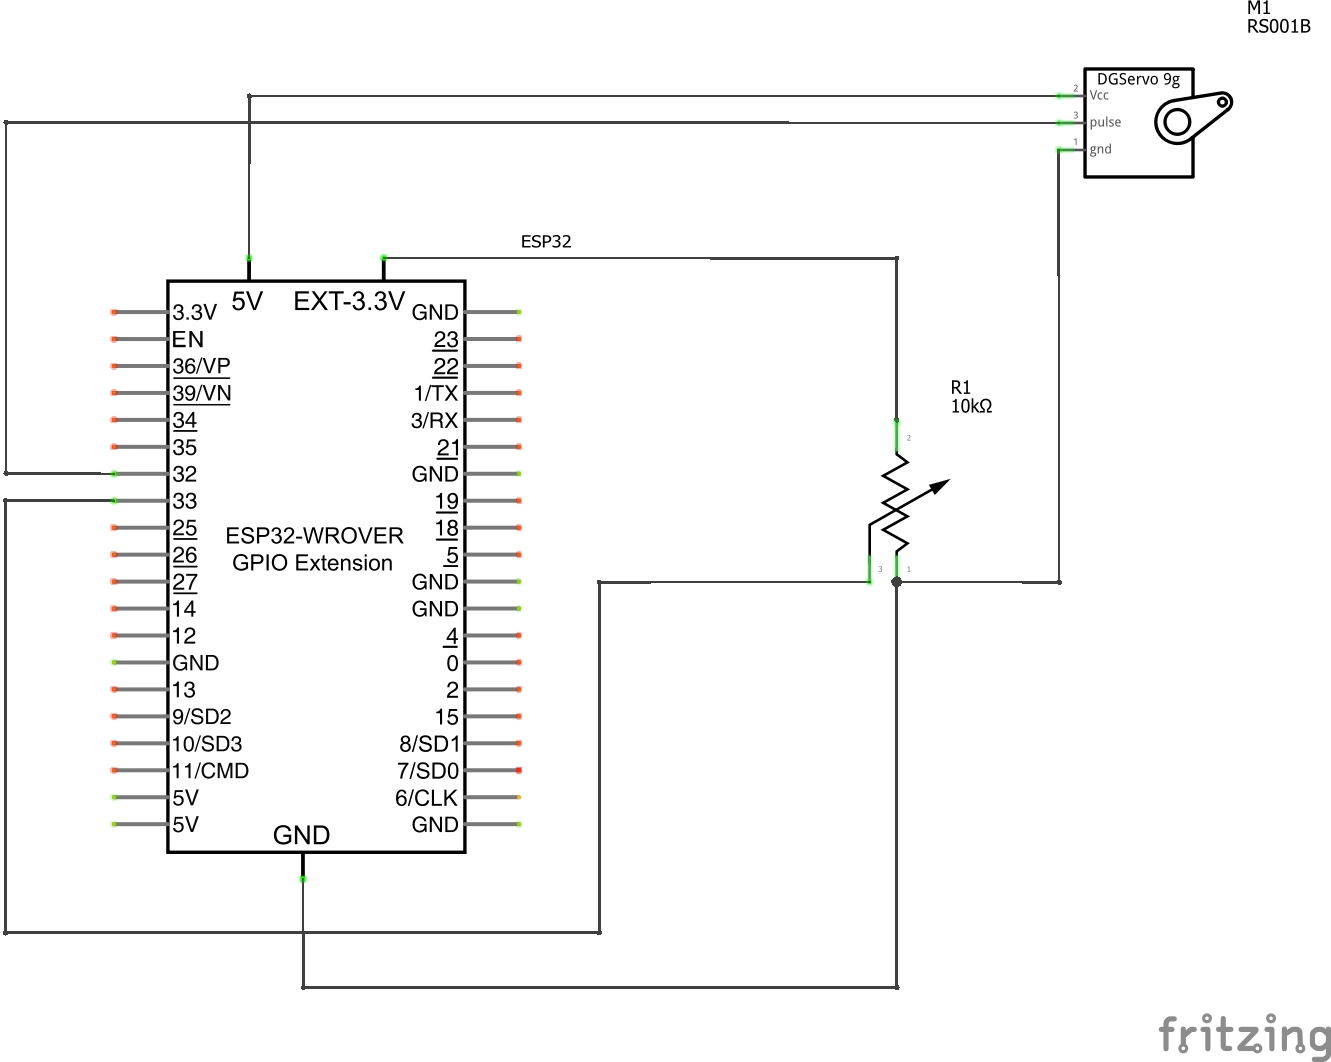 M1
RS001B
DGServo 9g
2
Vcc
3
pulse
1
gnd
ESP32
5V
EXT-3.3V
3.3V
EN
36/VP
39/VN
34
35
32
33
25
26
27
14
12
GND
13
9/SD2
10/SD3
11/CMD
5V
5V
ESP32-WROVER
GPIO Extension
GND
23
22
1/TX
3/RX
21
GND
19
18
5
GND
GND
4
0
2
15
8/SD1
7/SD0
6/CLK
GND
GND
R1
10kΩ
2
3
1
fritzing